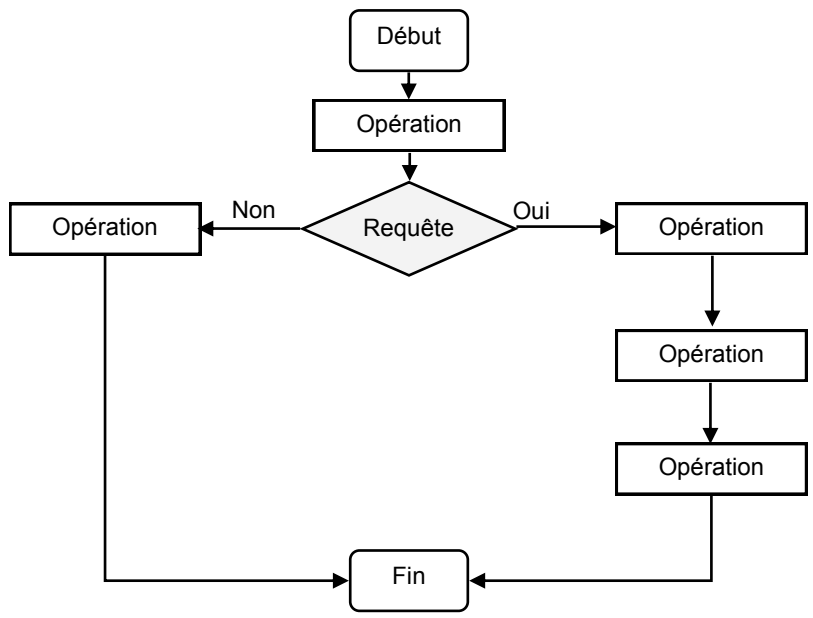 Début
Opération
Non
Oui
Opération
Requête
Opération
Opération
Opération
Fin